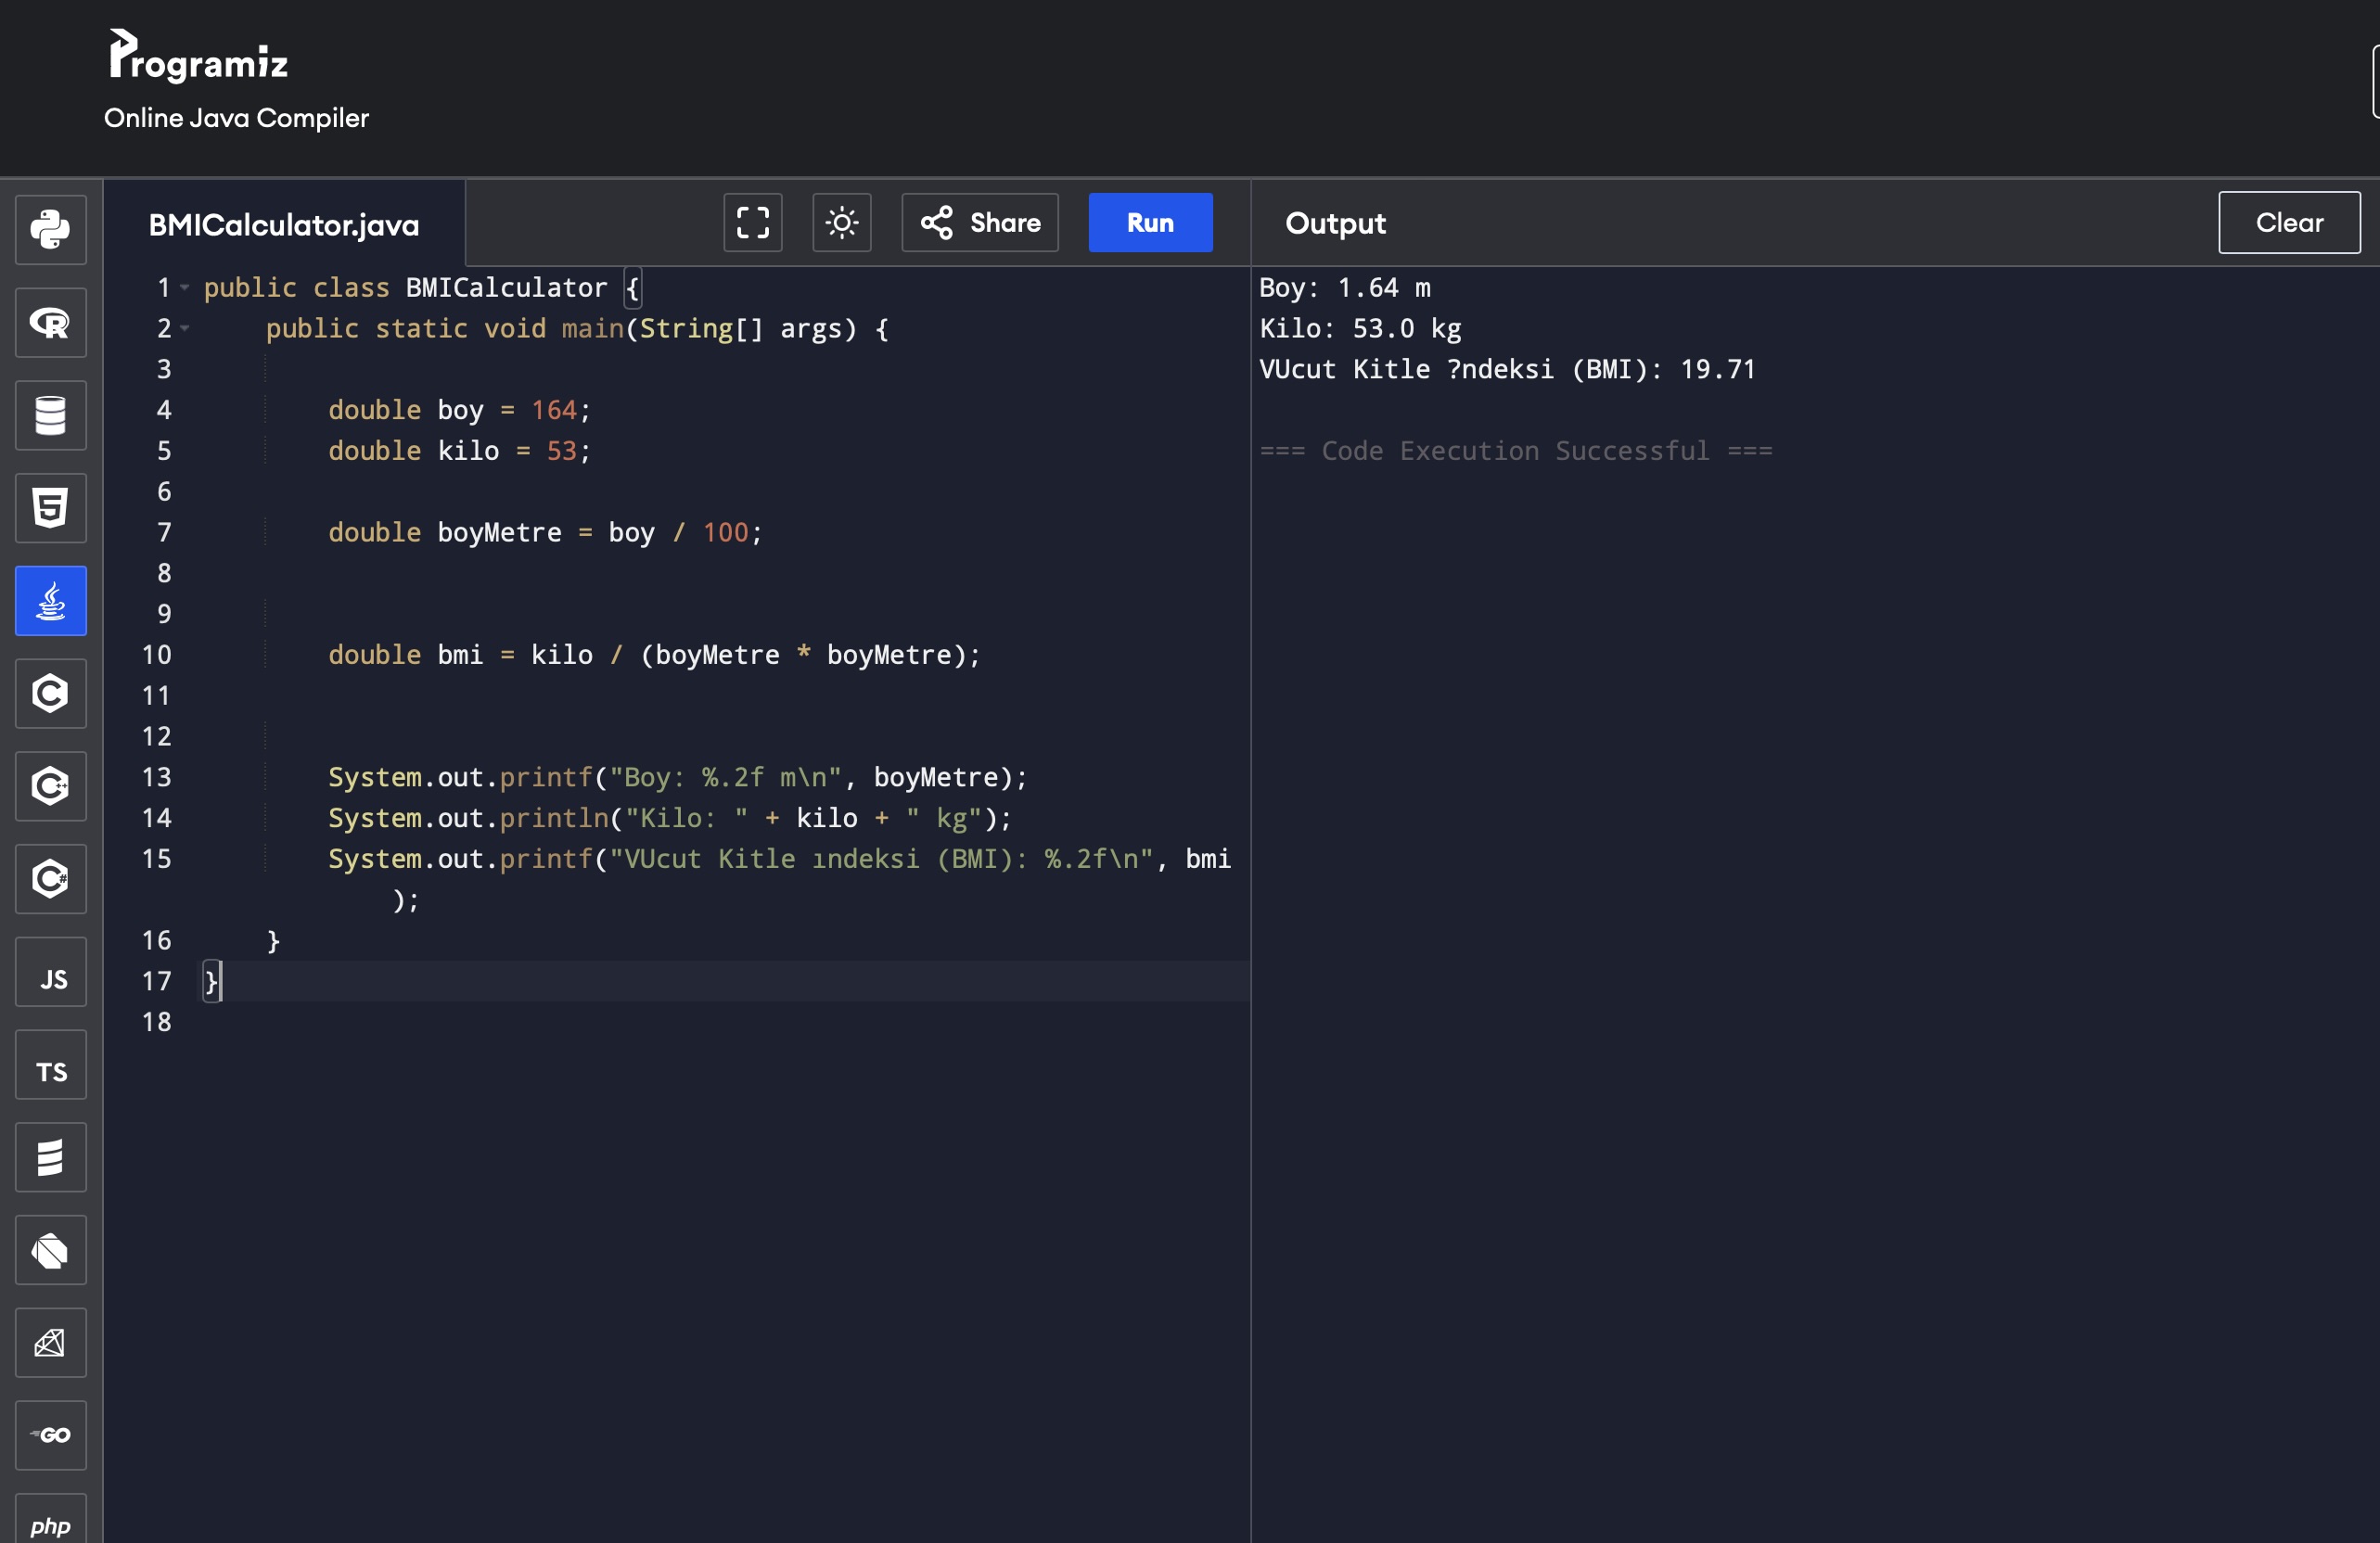 Programiz
Online Java Compiler
BMICalculator.java
Share
Run
Output
Clear
1 public class BMICalculator {
2 public static void main(String[] args) {
3
4 double boy = 164;
5 double kilo = 53;
6
7 double boyMetre = boy / 100;
8
9
10 double bmi = kilo / (boyMetre * boyMetre);
11
12
13 System.out.printf("Boy: %.2f m\n", boyMetre);
14 System.out.println("Kilo: " + kilo + " kg");
15 System.out.printf("VUcut Kitle ındeksi (BMI): %.2f\n", bmi
);
16 }
17 }
18
Boy: 1.64 m
Kilo: 53.0 kg
VUcut Kitle ?ndeksi (BMI): 19.71
=== Code Execution Successful ===
R
5
C
C++
C#
JS
TS
GO
php